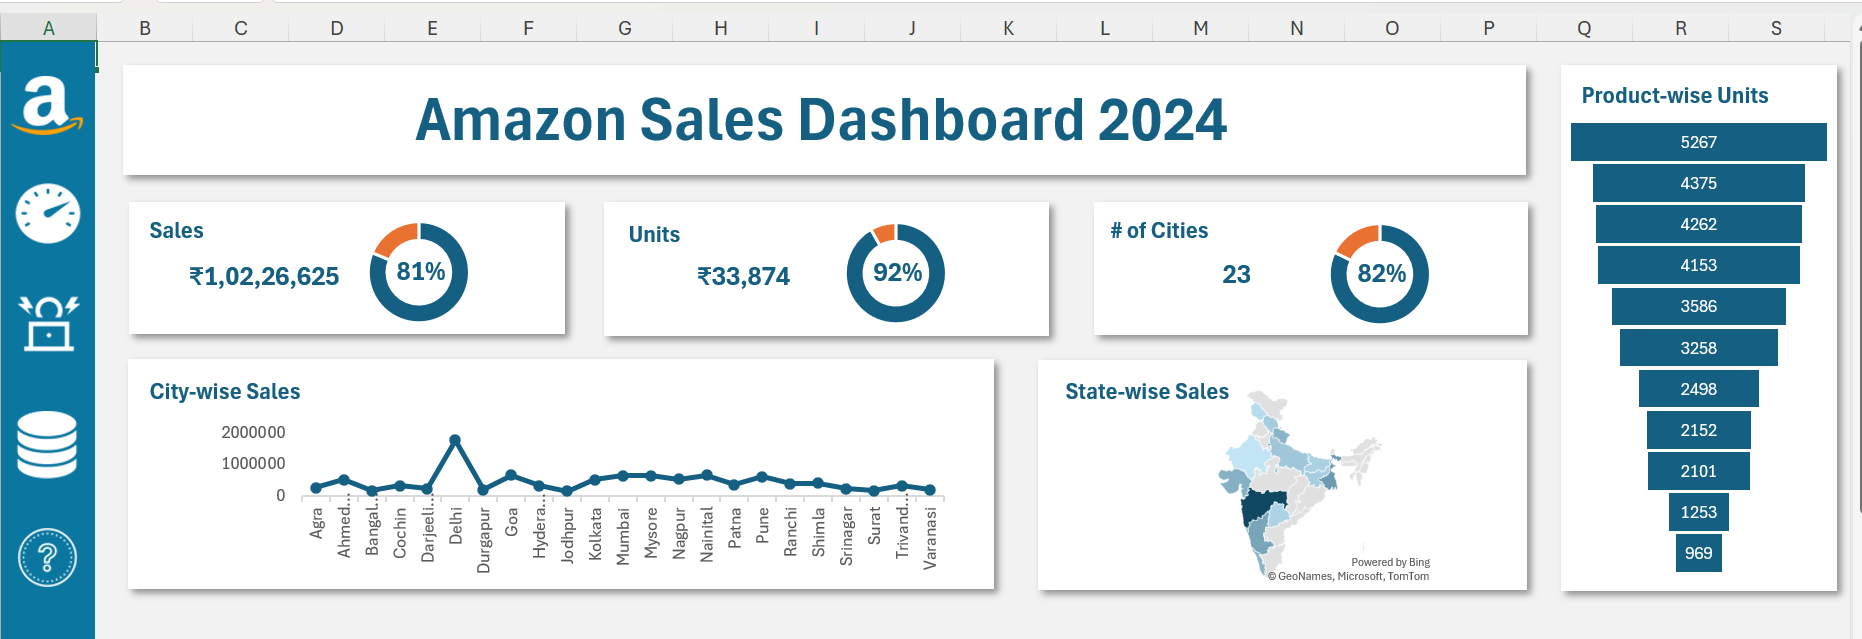 A B C D E F G H I J K L M N O P Q R S
a
Amazon Sales Dashboard 2024
Sales
₹1,02,26,625
81%
Units
₹33,874
92%
# of Cities
23
82%
City-wise Sales
2000000
1000000
0
Agra
Ahmed...
Bangal...
Cochin
Darjeeli...
Delhi
Durgapur
Goa
Hydera...
Jodhpur
Kolkata
Mumbai
Mysore
Nagpur
Nainital
Patna
Pune
Ranchi
Shimla
Srinagar
Surat
Trivand...
Varanasi
State-wise Sales
Powered by Bing
© GeoNames, Microsoft, TomTom
Product-wise Units
5267
4375
4262
4153
3586
3258
2498
2152
2101
1253
969
?